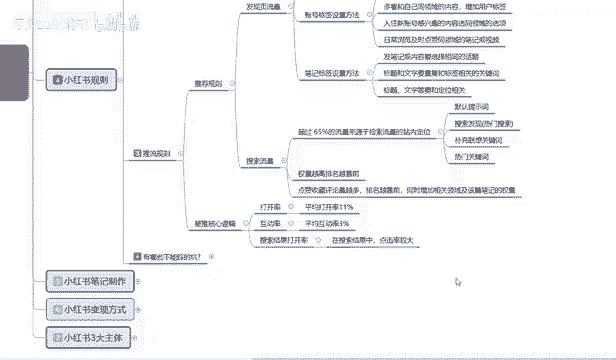 多看和自己同领域的内容，增加用户标签
发现页流量
账号标签设置方法
入住新账号感兴趣的内容选同领域的选项
日常浏览及时点赞同领域的笔记或视频
4 小红书规则
推荐规则
发笔记或内容要选择相同的话题
笔记标签设置方法
标题和文字要覆盖和标签相关的关键词
标题、文字等要和定位相关
默认提示词
3 推流规则
超过 65%的流量来源于检索流量的站内定位
搜索发现(热门搜索)
补充联想关键词
搜索流量
热门关键词
权重越高排名越靠前
点赞收藏评论量越多，排名越靠前，同时增加相关领域及该篇笔记的权重
打开率
平均打开率11%
被推核心逻辑
互动率
平均互动率3%
搜索结果打开率
在搜索结果中，点击率较大
4 有哪些不能踩的坑？
小红书笔记制作
小红书变现方式
小红书3大主体